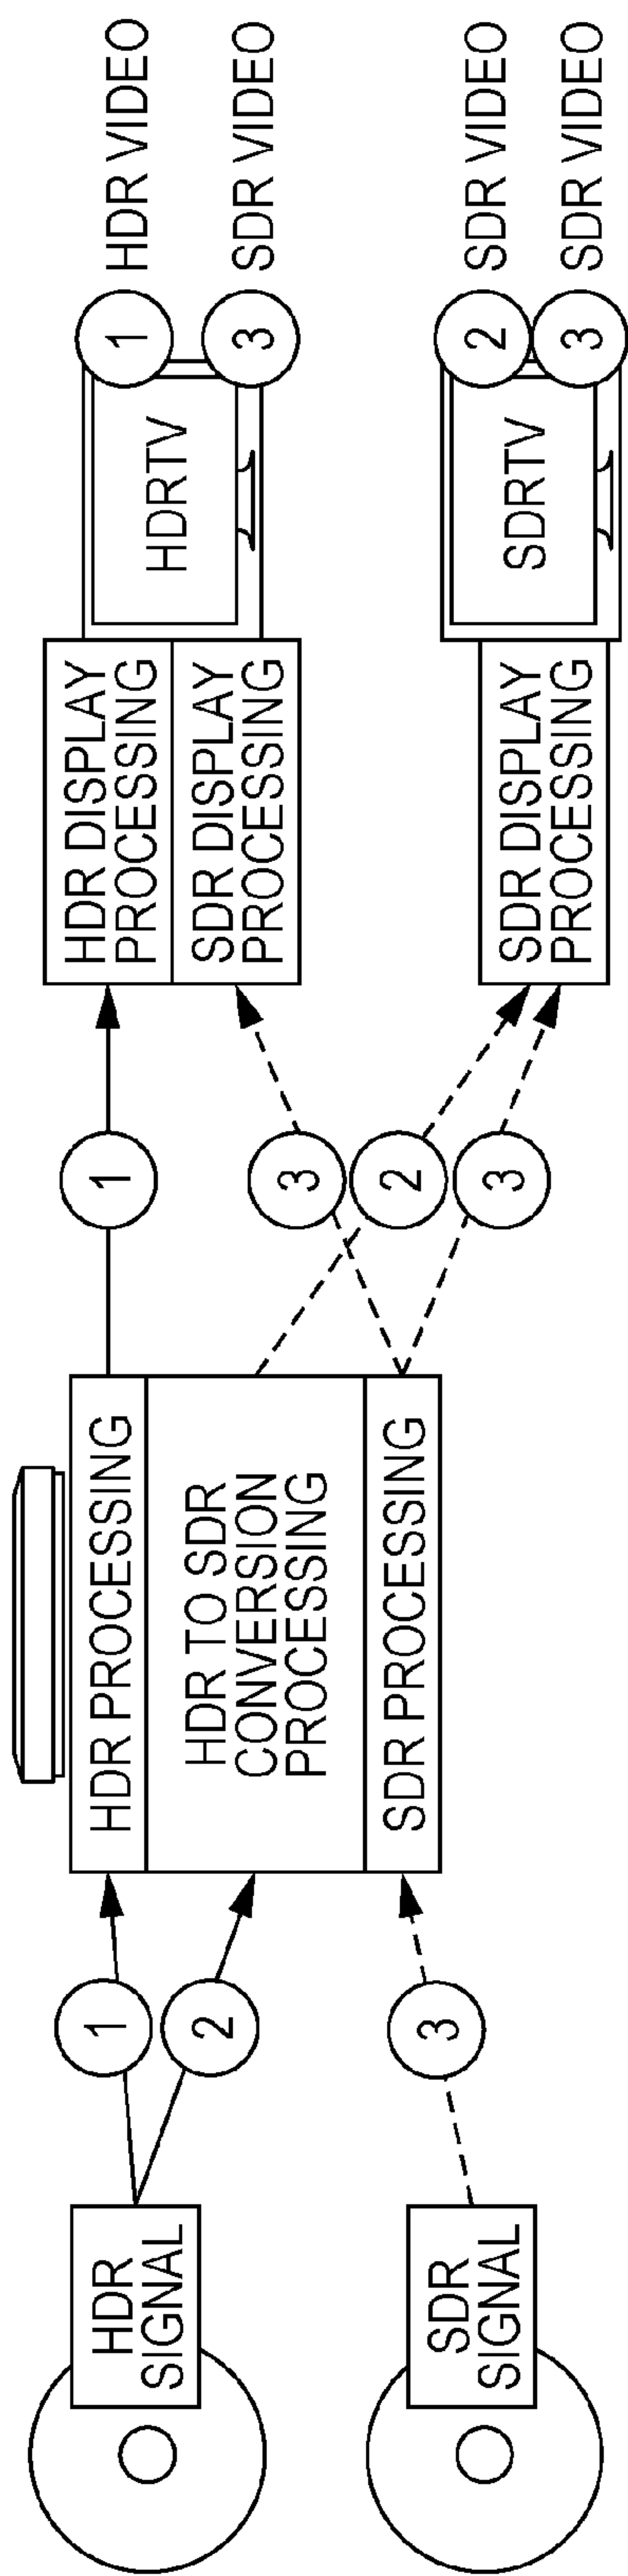 HDR
SIGNAL
SDR
SIGNAL
1
2
3
HDR PROCESSING
HDR TO SDR
CONVERSION
PROCESSING
SDR PROCESSING
1
3
2
3
HDR DISPLAY
PROCESSING
SDR DISPLAY
PROCESSING
SDR DISPLAY
PROCESSING
HDRTV
SDRTV
1
HDR VIDEO
3
SDR VIDEO
2
SDR VIDEO
3
SDR VIDEO